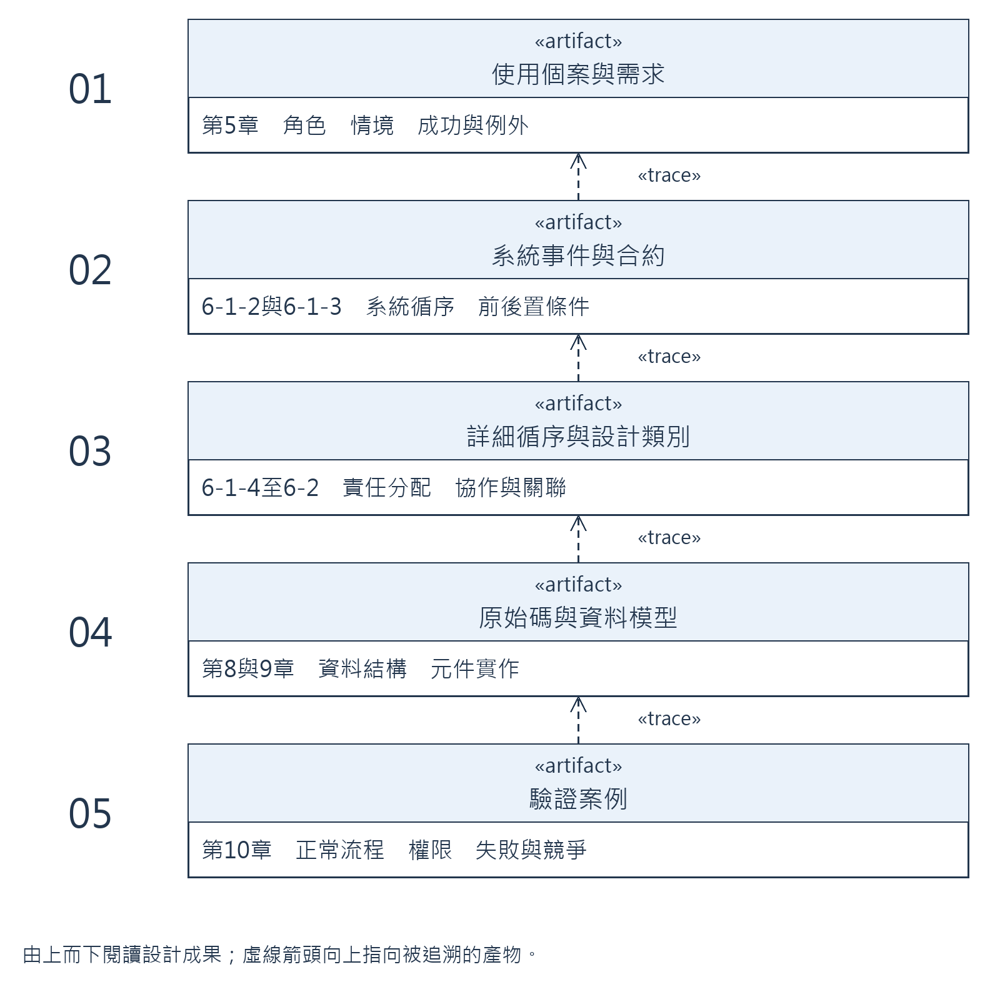 01
«artifact»
使用個案與需求
第5章　角色　情境　成功與例外
«trace»
02
«artifact»
系統事件與合約
6-1-2與6-1-3　系統循序　前後置條件
«trace»
03
«artifact»
詳細循序與設計類別
6-1-4至6-2　責任分配　協作與關聯
«trace»
04
«artifact»
原始碼與資料模型
第8與9章　資料結構　元件實作
«trace»
05
«artifact»
驗證案例
第10章　正常流程　權限　失敗與競爭
由上而下閱讀設計成果；虛線箭頭向上指向被追溯的產物。